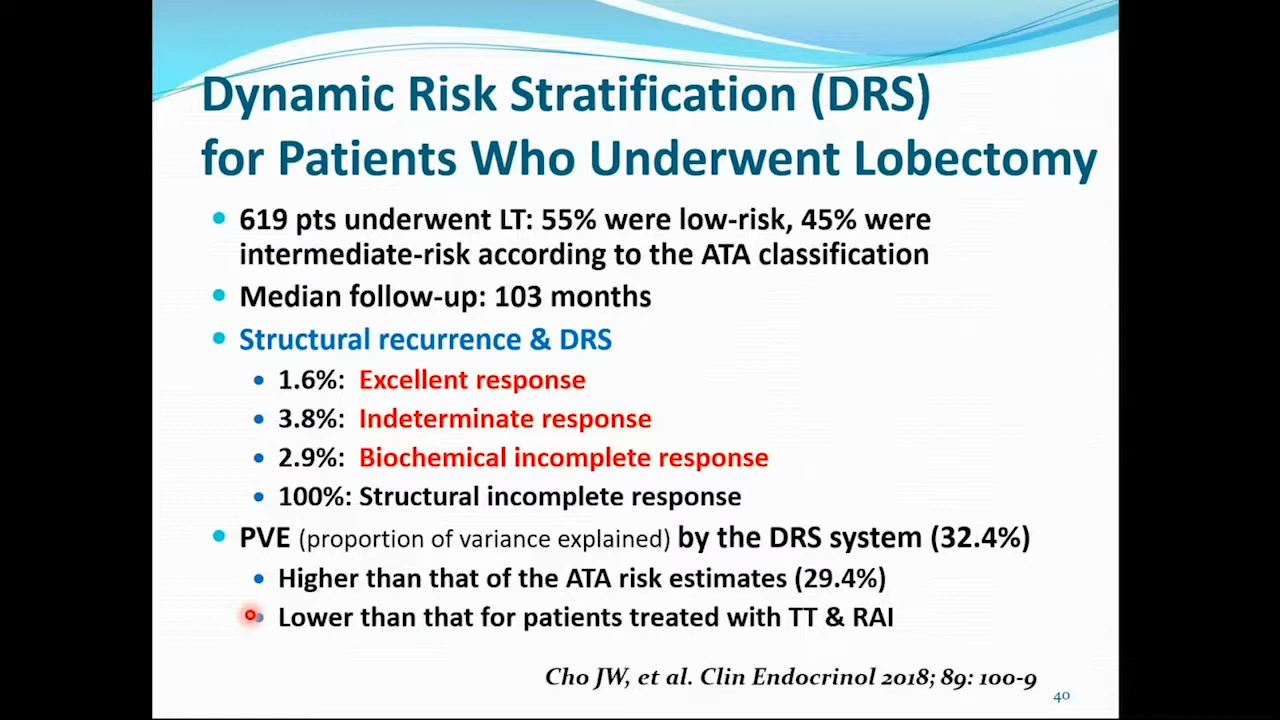 Dynamic Risk Stratification (DRS)
for Patients Who Underwent Lobectomy
• 619 pts underwent LT: 55% were low-risk, 45% were
intermediate-risk according to the ATA classification
• Median follow-up: 103 months
• Structural recurrence & DRS
• 1.6%: Excellent response
• 3.8%: Indeterminate response
• 2.9%: Biochemical incomplete response
• 100%: Structural incomplete response
• PVE (proportion of variance explained) by the DRS system (32.4%)
• Higher than that of the ATA risk estimates (29.4%)
• Lower than that for patients treated with TT & RAI
Cho JW, et al. Clin Endocrinol 2018; 89: 100-9
40